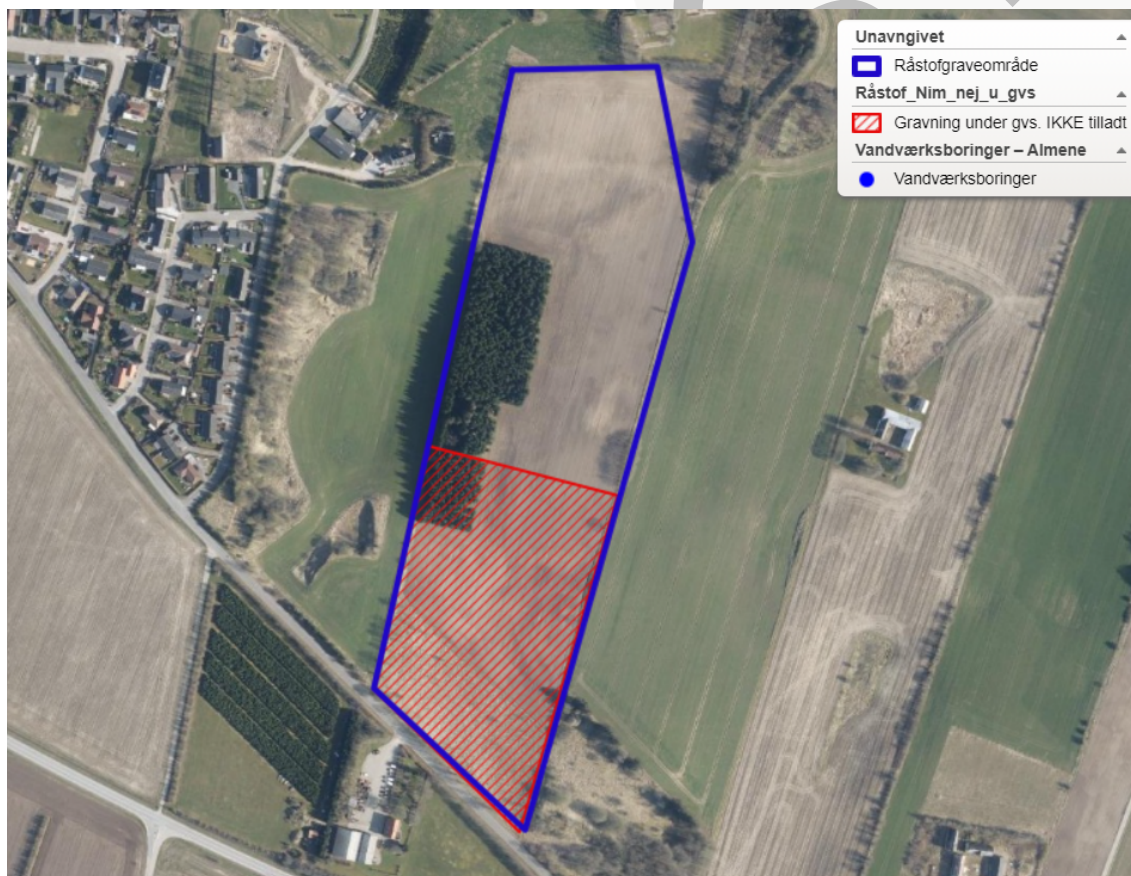 Unavngivet
Råstofgraveområde
Råstof_Nim_nej_u_gvs
Gravning under gvs. IKKE tilladt
Vandværksboringer – Almene
Vandværksboringer